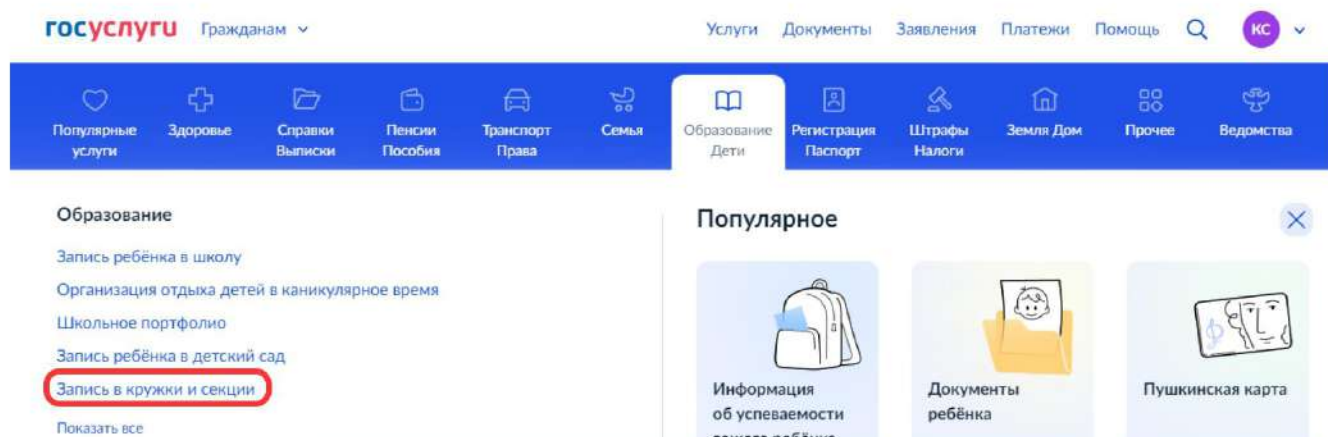 госуслуги Гражданам Услуги Документы Заявления Платежи Помощь КС
Популярные услуги
Здоровье
Справки Выписки
Пенсии Пособия
Транспорт Права
Семья
Образование Дети
Регистрация Паспорт
Штрафы Налоги
Земля Дом
Прочее
Ведомства
Образование
Запись ребёнка в школу
Организация отдыха детей в каникулярное время
Школьное портфолио
Запись ребёнка в детский сад
Запись в кружки и секции
Показать все
Популярное
Информация
об успеваемости
вашего ребёнка
Документы
ребёнка
Пушкинская карта